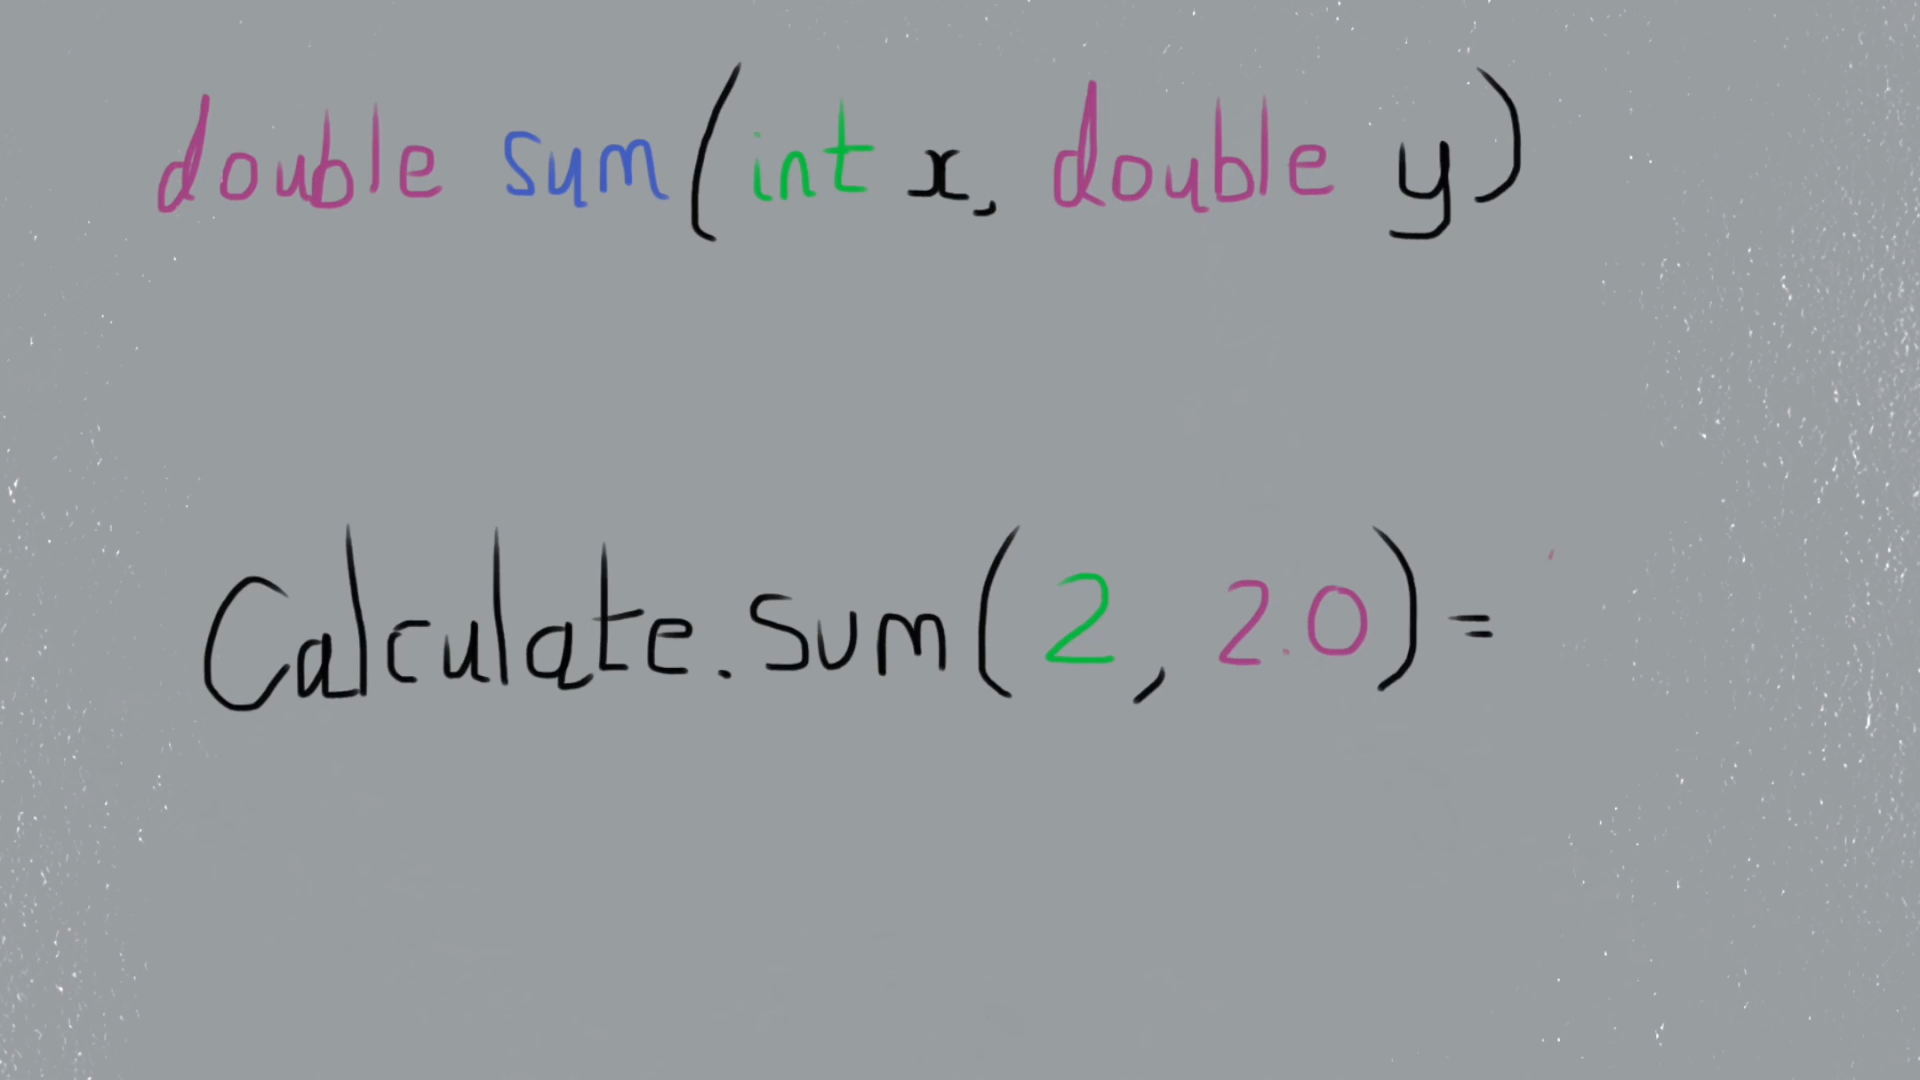 double sum(int x, double y)
Calculate.sum(2, 2.0)=